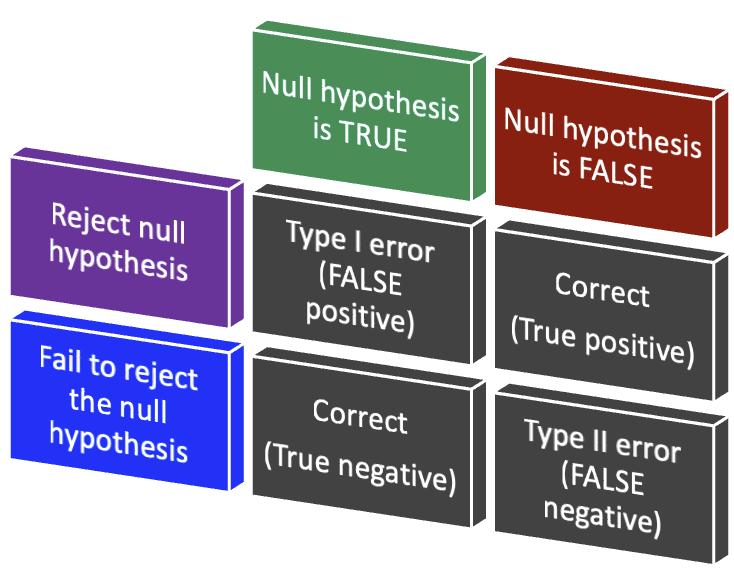 Null hypothesis
is TRUE
Null hypothesis
is FALSE
Reject null
hypothesis
Type I error
(FALSE
positive)
Correct
(True positive)
Fail to reject
the null
hypothesis
Correct
(True negative)
Type II error
(FALSE
negative)